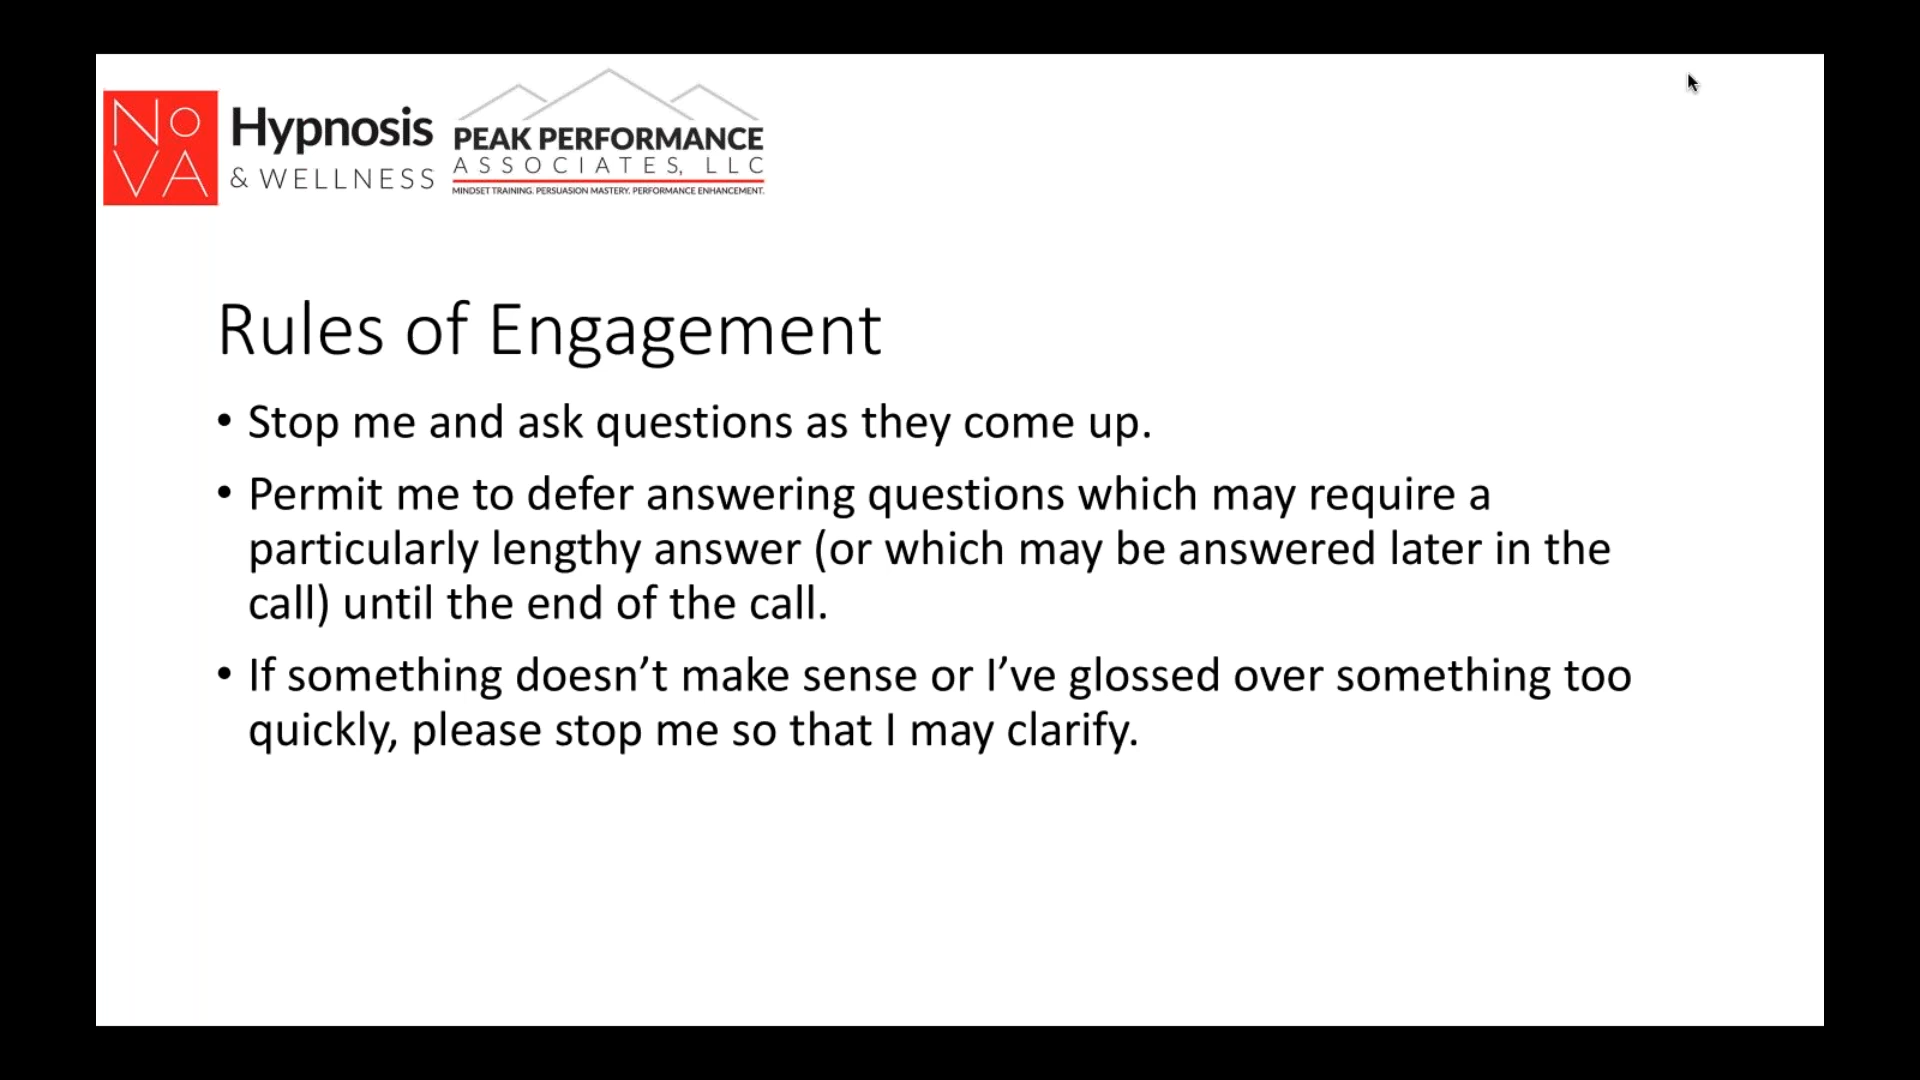 NoVA
Hypnosis
& WELLNESS
PEAK PERFORMANCE
ASSOCIATES, LLC
MINDSET TRAINING. PERSUASION MASTERY. PERFORMANCE ENHANCEMENT.
Rules of Engagement
• Stop me and ask questions as they come up.
• Permit me to defer answering questions which may require a
particularly lengthy answer (or which may be answered later in the
call) until the end of the call.
• If something doesn’t make sense or I’ve glossed over something too
quickly, please stop me so that I may clarify.